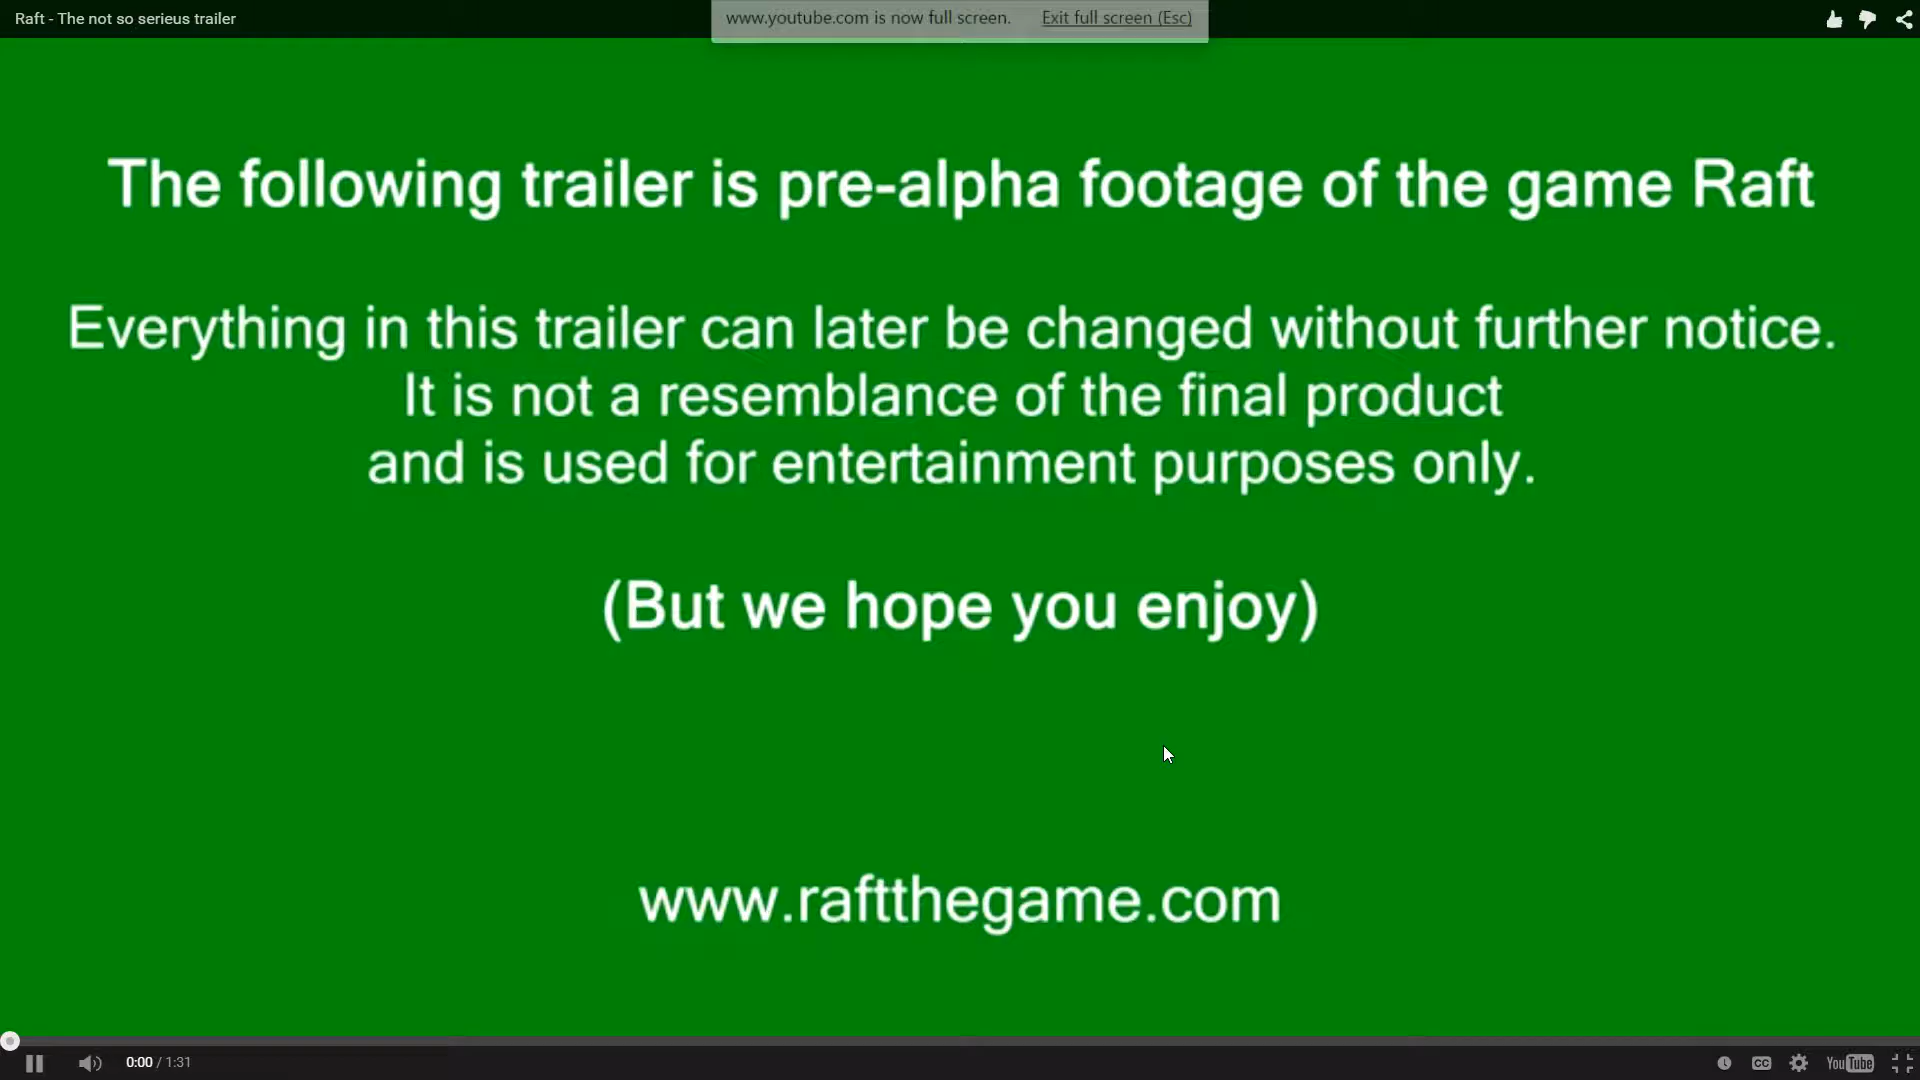 Raft - The not so serieus trailer
www.youtube.com is now full screen. Exit full screen (Esc)
The following trailer is pre-alpha footage of the game Raft
Everything in this trailer can later be changed without further notice.
It is not a resemblance of the final product
and is used for entertainment purposes only.
(But we hope you enjoy)
www.raftthegame.com
0:00 / 1:31
CC
YouTube